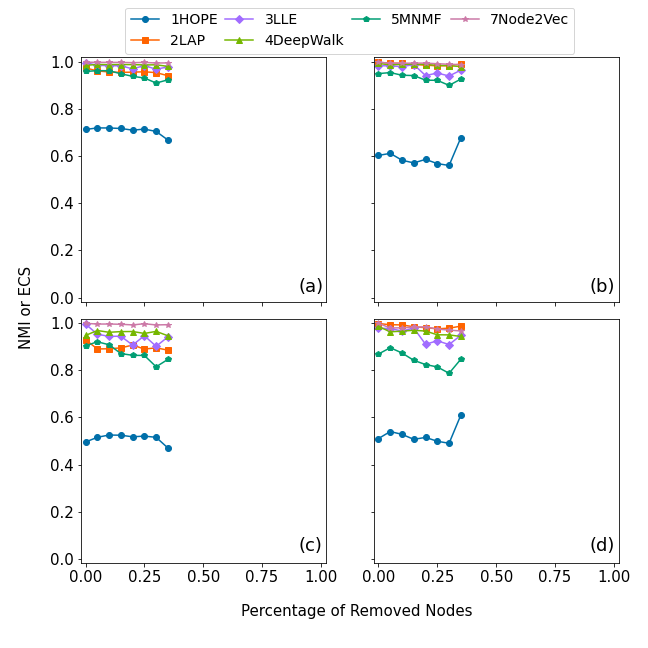 1HOPE 3LLE 5MNMF 7Node2Vec
2LAP 4DeepWalk
1.0
0.8
0.6
0.4
0.2
0.0
(a)
(b)
NMI or ECS
1.0
0.8
0.6
0.4
0.2
0.0
(c)
(d)
0.00 0.25 0.50 0.75 1.00
0.00 0.25 0.50 0.75 1.00
Percentage of Removed Nodes